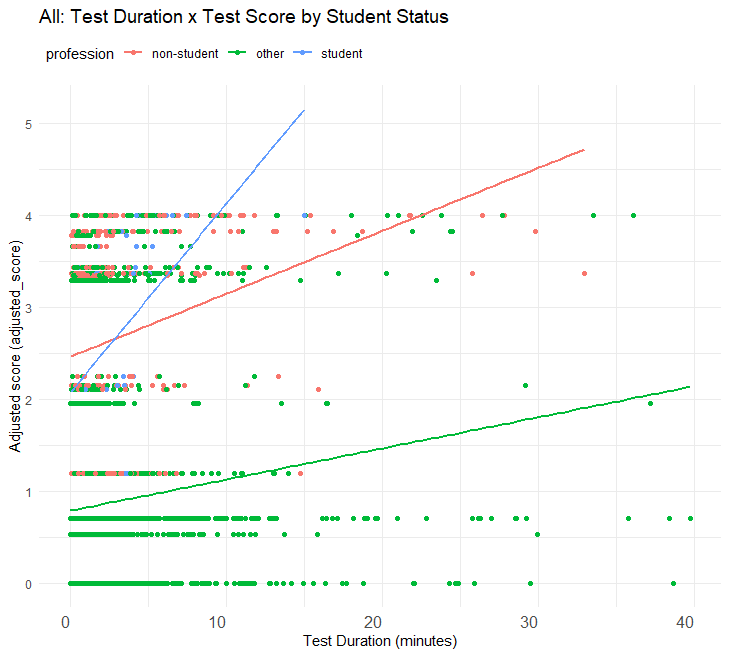 All: Test Duration x Test Score by Student Status
profession non-student other student
5
4
3
2
1
0
Adjusted score (adjusted_score)
0 10 20 30 40
Test Duration (minutes)